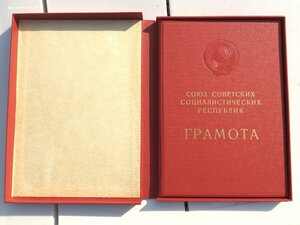 СОЮЗ СОВЕТСКИХ
СОЦИАЛИСТИЧЕСКИХ
РЕСПУБЛИК
ГРАМОТА